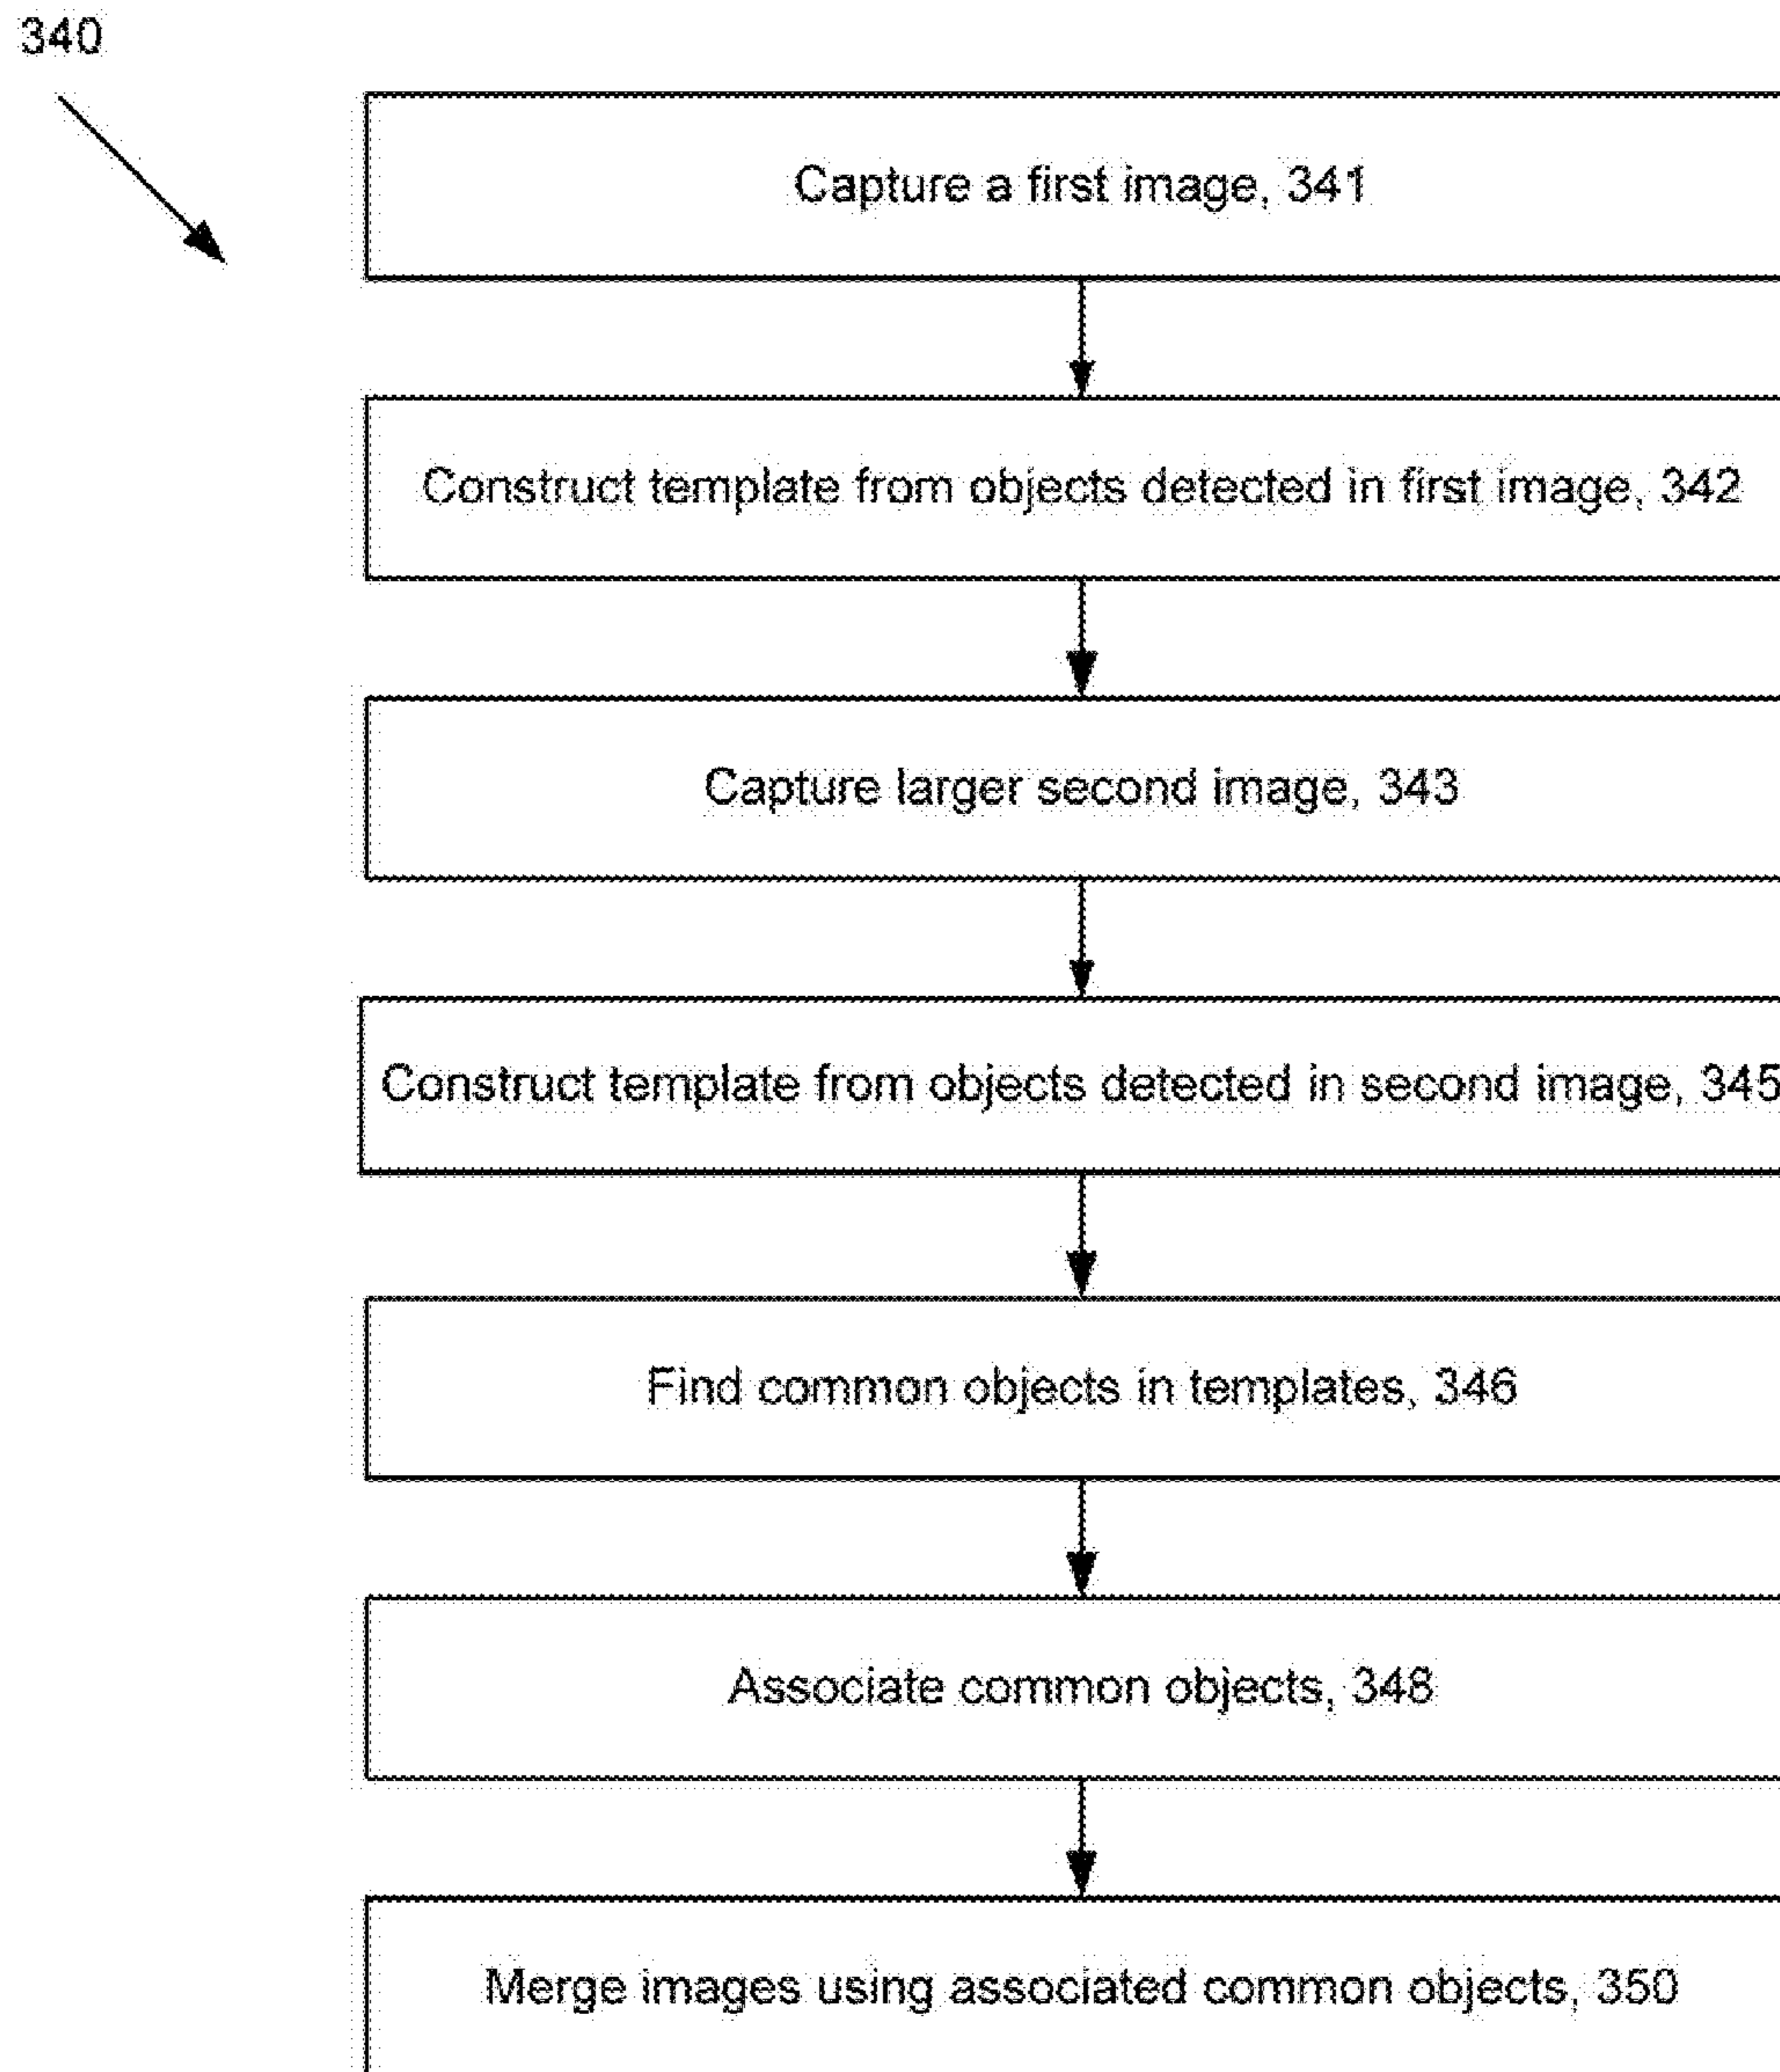 340
Capture a first image, 341
Construct template from objects detected in first image, 342
Capture larger second image, 343
Construct template from objects detected in second image, 345
Find common objects in templates, 346
Associate common objects, 348
Merge images using associated common objects, 350